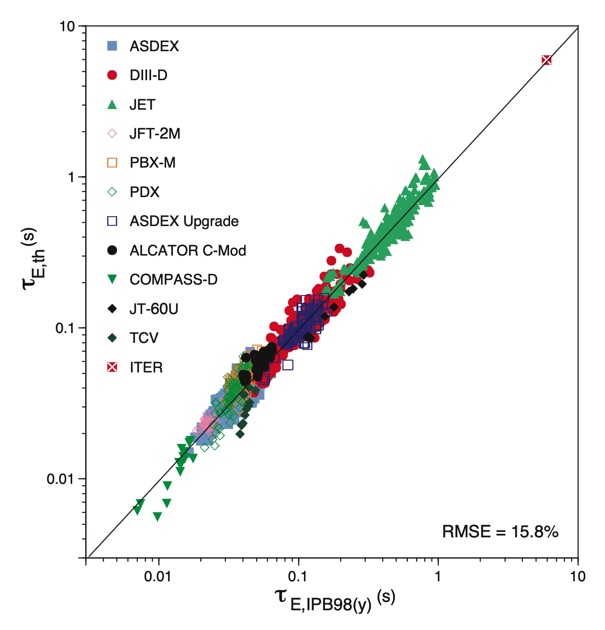 10
1
0.1
0.01
τE,th(s)
ASDEX
DIII-D
JET
JFT-2M
PBX-M
PDX
ASDEX Upgrade
ALCATOR C-Mod
COMPASS-D
JT-60U
TCV
ITER
RMSE = 15.8%
0.01 0.1 1 10
τE,IPB98(y) (s)